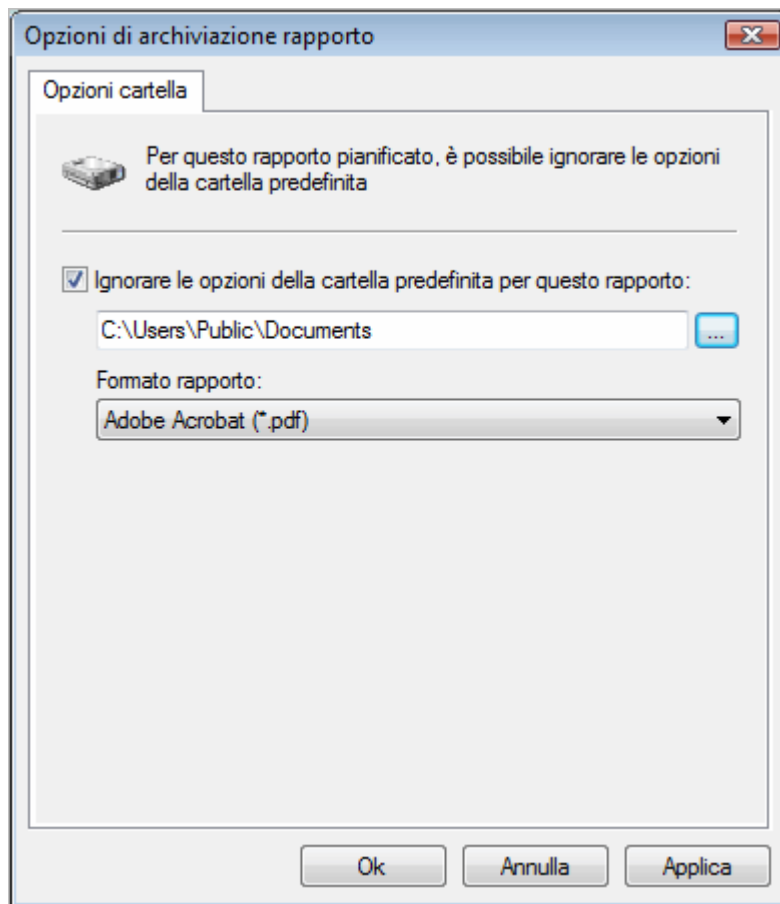 Opzioni di archiviazione rapporto
Opzioni cartella
Per questo rapporto pianificato, è possibile ignorare le opzioni
della cartella predefinita
Ignorare le opzioni della cartella predefinita per questo rapporto:
C:\Users\Public\Documents
...
Formato rapporto:
Adobe Acrobat (*.pdf)
Ok Annulla Applica